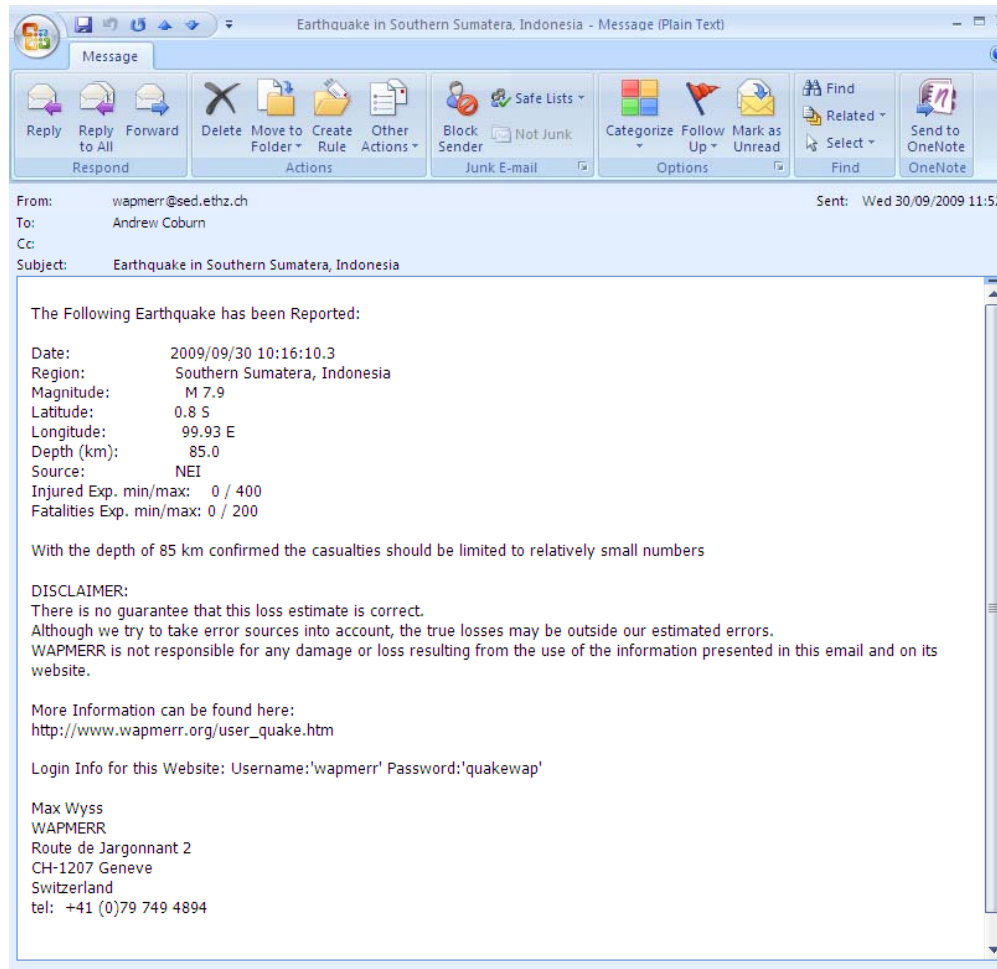 Earthquake in Southern Sumatera, Indonesia - Message (Plain Text)
Message
Reply
Reply to All
Forward
Respond
Delete
Move to Folder
Create Rule
Other Actions
Actions
Block Sender
Safe Lists
Not Junk
Junk E-mail
Categorize
Follow Up
Mark as Unread
Options
Find
Related
Select
Find
Send to OneNote
OneNote
From: wapmerr@sed.ethz.ch Sent: Wed 30/09/2009 11:52
To: Andrew Coburn
Cc:
Subject: Earthquake in Southern Sumatera, Indonesia
The Following Earthquake has been Reported:
Date: 2009/09/30 10:16:10.3
Region: Southern Sumatera, Indonesia
Magnitude: M 7.9
Latitude: 0.8 S
Longitude: 99.93 E
Depth (km): 85.0
Source: NEI
Injured Exp. min/max: 0 / 400
Fatalities Exp. min/max: 0 / 200
With the depth of 85 km confirmed the casualties should be limited to relatively small numbers
DISCLAIMER:
There is no guarantee that this loss estimate is correct.
Although we try to take error sources into account, the true losses may be outside our estimated errors.
WAPMERR is not responsible for any damage or loss resulting from the use of the information presented in this email and on its
website.
More Information can be found here:
http://www.wapmerr.org/user_quake.htm
Login Info for this Website: Username:'wapmerr' Password:'quakewap'
Max Wyss
WAPMERR
Route de Jargonnant 2
CH-1207 Geneve
Switzerland
tel: +41 (0)79 749 4894